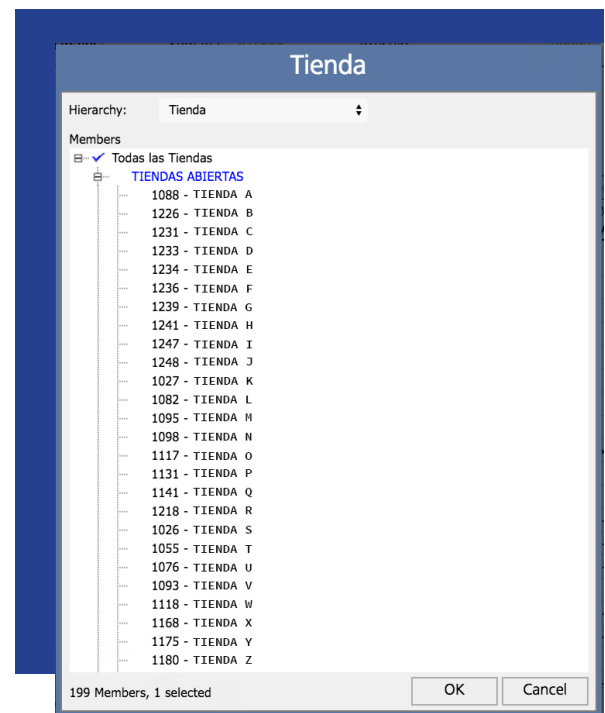 Tienda
Hierarchy: Tienda
Members
Todas las Tiendas
TIENDAS ABIERTAS
1088 - TIENDA A
1226 - TIENDA B
1231 - TIENDA C
1233 - TIENDA D
1234 - TIENDA E
1236 - TIENDA F
1239 - TIENDA G
1241 - TIENDA H
1247 - TIENDA I
1248 - TIENDA J
1027 - TIENDA K
1082 - TIENDA L
1095 - TIENDA M
1098 - TIENDA N
1117 - TIENDA O
1131 - TIENDA P
1141 - TIENDA Q
1218 - TIENDA R
1026 - TIENDA S
1055 - TIENDA T
1076 - TIENDA U
1093 - TIENDA V
1118 - TIENDA W
1168 - TIENDA X
1175 - TIENDA Y
1180 - TIENDA Z
199 Members, 1 selected OK Cancel